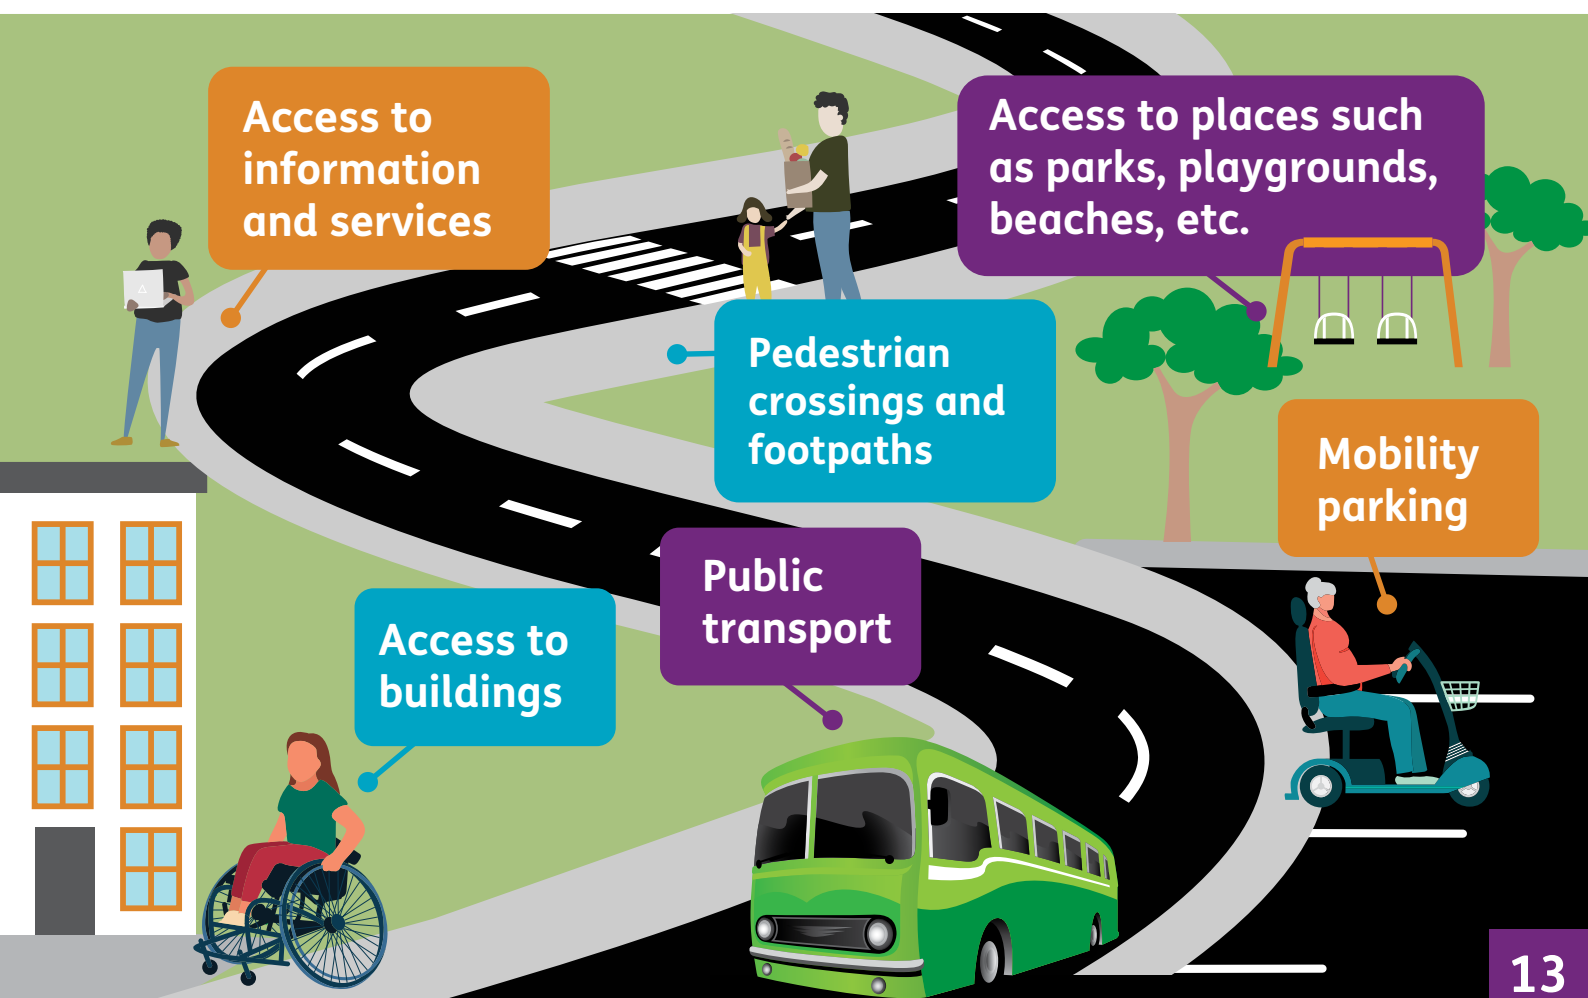 Access to
information
and services
Access to places such
as parks, playgrounds,
beaches, etc.
Pedestrian
crossings and
footpaths
Mobility
parking
Public
transport
Access to
buildings
13